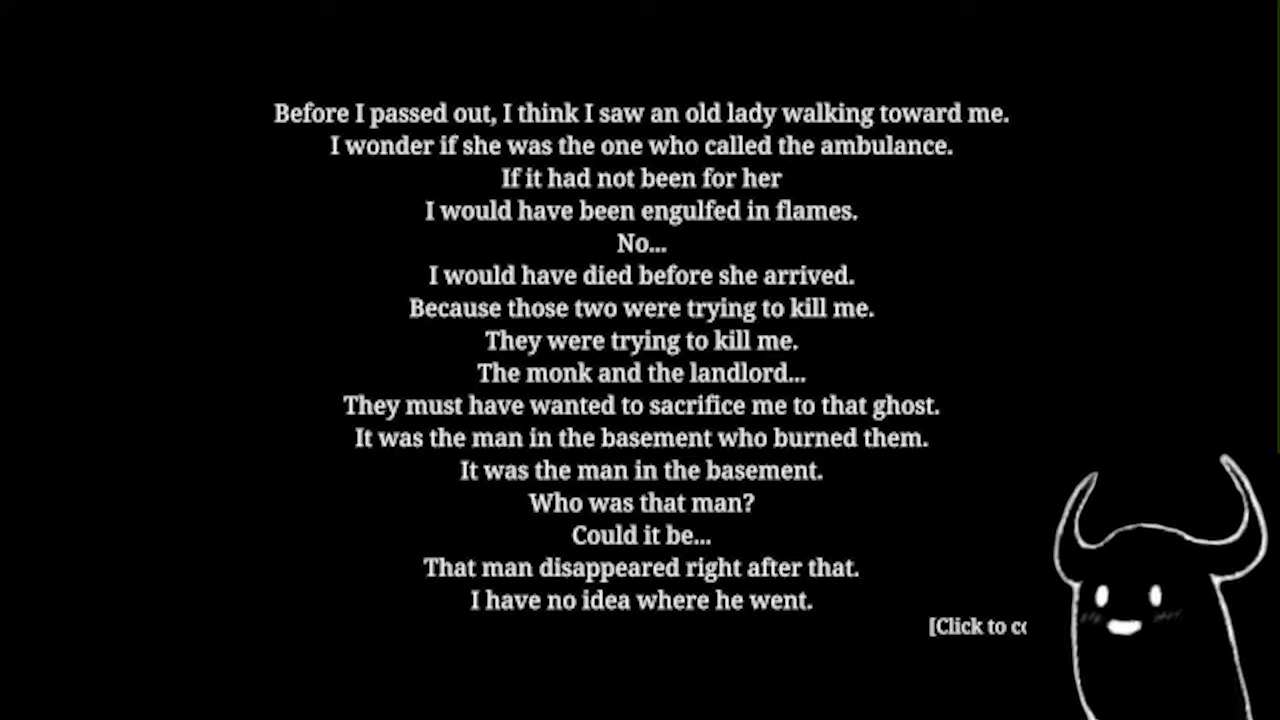 Before I passed out, I think I saw an old lady walking toward me.
I wonder if she was the one who called the ambulance.
If it had not been for her
I would have been engulfed in flames.
No...
I would have died before she arrived.
Because those two were trying to kill me.
They were trying to kill me.
The monk and the landlord...
They must have wanted to sacrifice me to that ghost.
It was the man in the basement who burned them.
It was the man in the basement.
Who was that man?
Could it be...
That man disappeared right after that.
I have no idea where he went.
[Click to